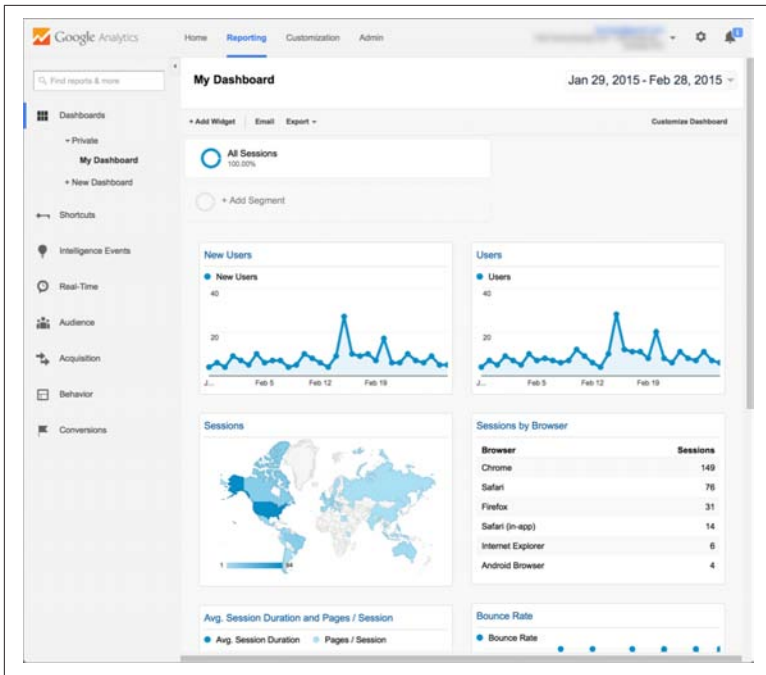 Google Analytics
Home Reporting Customization Admin
Find reports & more
My Dashboard
Jan 29, 2015 - Feb 28, 2015
Dashboards
Private
My Dashboard
+ New Dashboard
Shortcuts
Intelligence Events
Real-Time
Audience
Acquisition
Behavior
Conversions
+ Add Widget Email Export
Customize Dashboard
All Sessions
100.00%
+ Add Segment
New Users
New Users
40
20
J... Feb 5 Feb 12 Feb 19
Users
Users
40
20
J... Feb 5 Feb 12 Feb 19
Sessions
1
Sessions by Browser
Browser Sessions
Chrome 149
Safari 76
Firefox 31
Safari (in-app) 14
Internet Explorer 6
Android Browser 4
Avg. Session Duration and Pages / Session
Avg. Session Duration Pages / Session
Bounce Rate
Bounce Rate